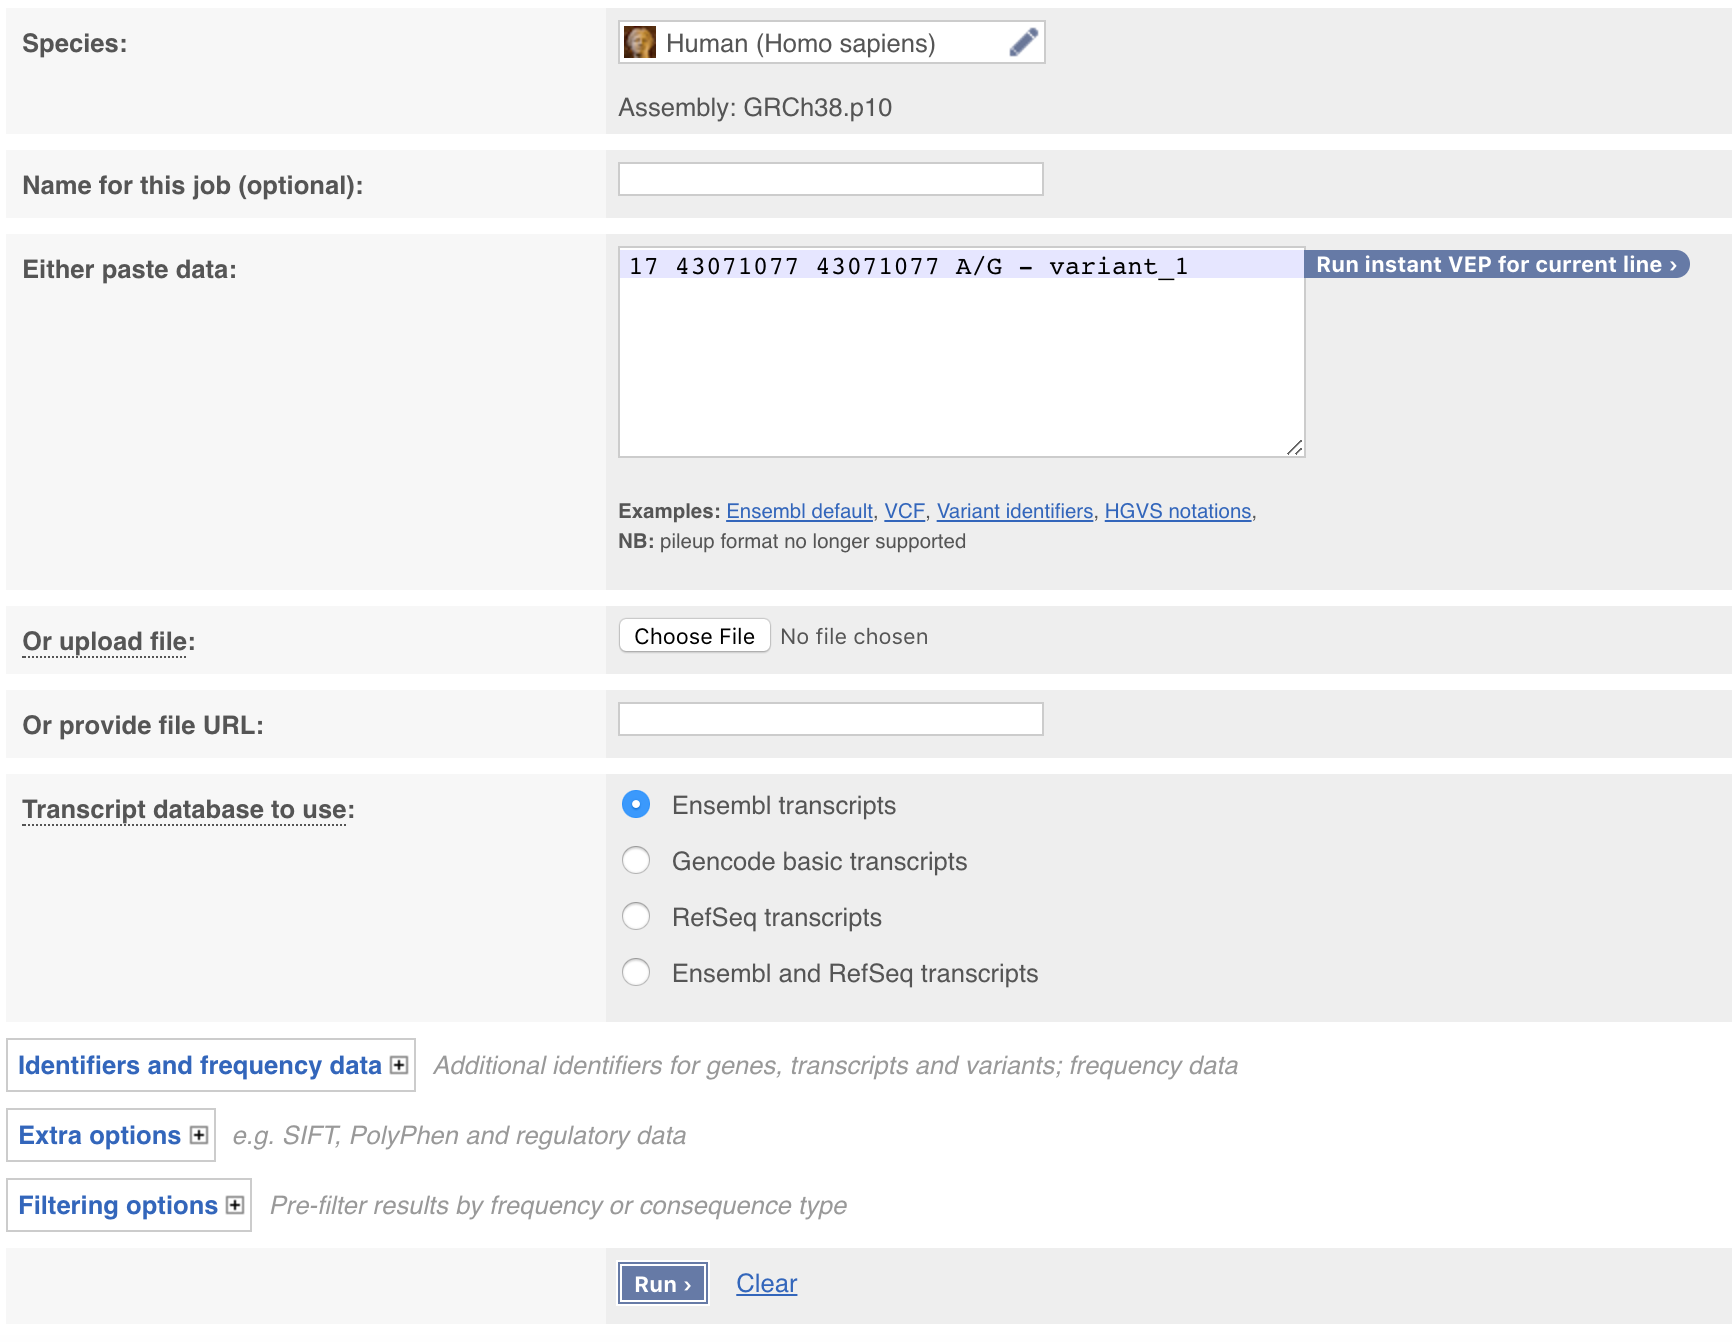 Species:
Human (Homo sapiens)
Assembly: GRCh38.p10
Name for this job (optional):
Either paste data:
17 43071077 43071077 A/G - variant_1
Run instant VEP for current line ›
Examples: Ensembl default, VCF, Variant identifiers, HGVS notations,
NB: pileup format no longer supported
Or upload file:
Choose File No file chosen
Or provide file URL:
Transcript database to use:
Ensembl transcripts
Gencode basic transcripts
RefSeq transcripts
Ensembl and RefSeq transcripts
Identifiers and frequency data Additional identifiers for genes, transcripts and variants; frequency data
Extra options e.g. SIFT, PolyPhen and regulatory data
Filtering options Pre-filter results by frequency or consequence type
Run › Clear